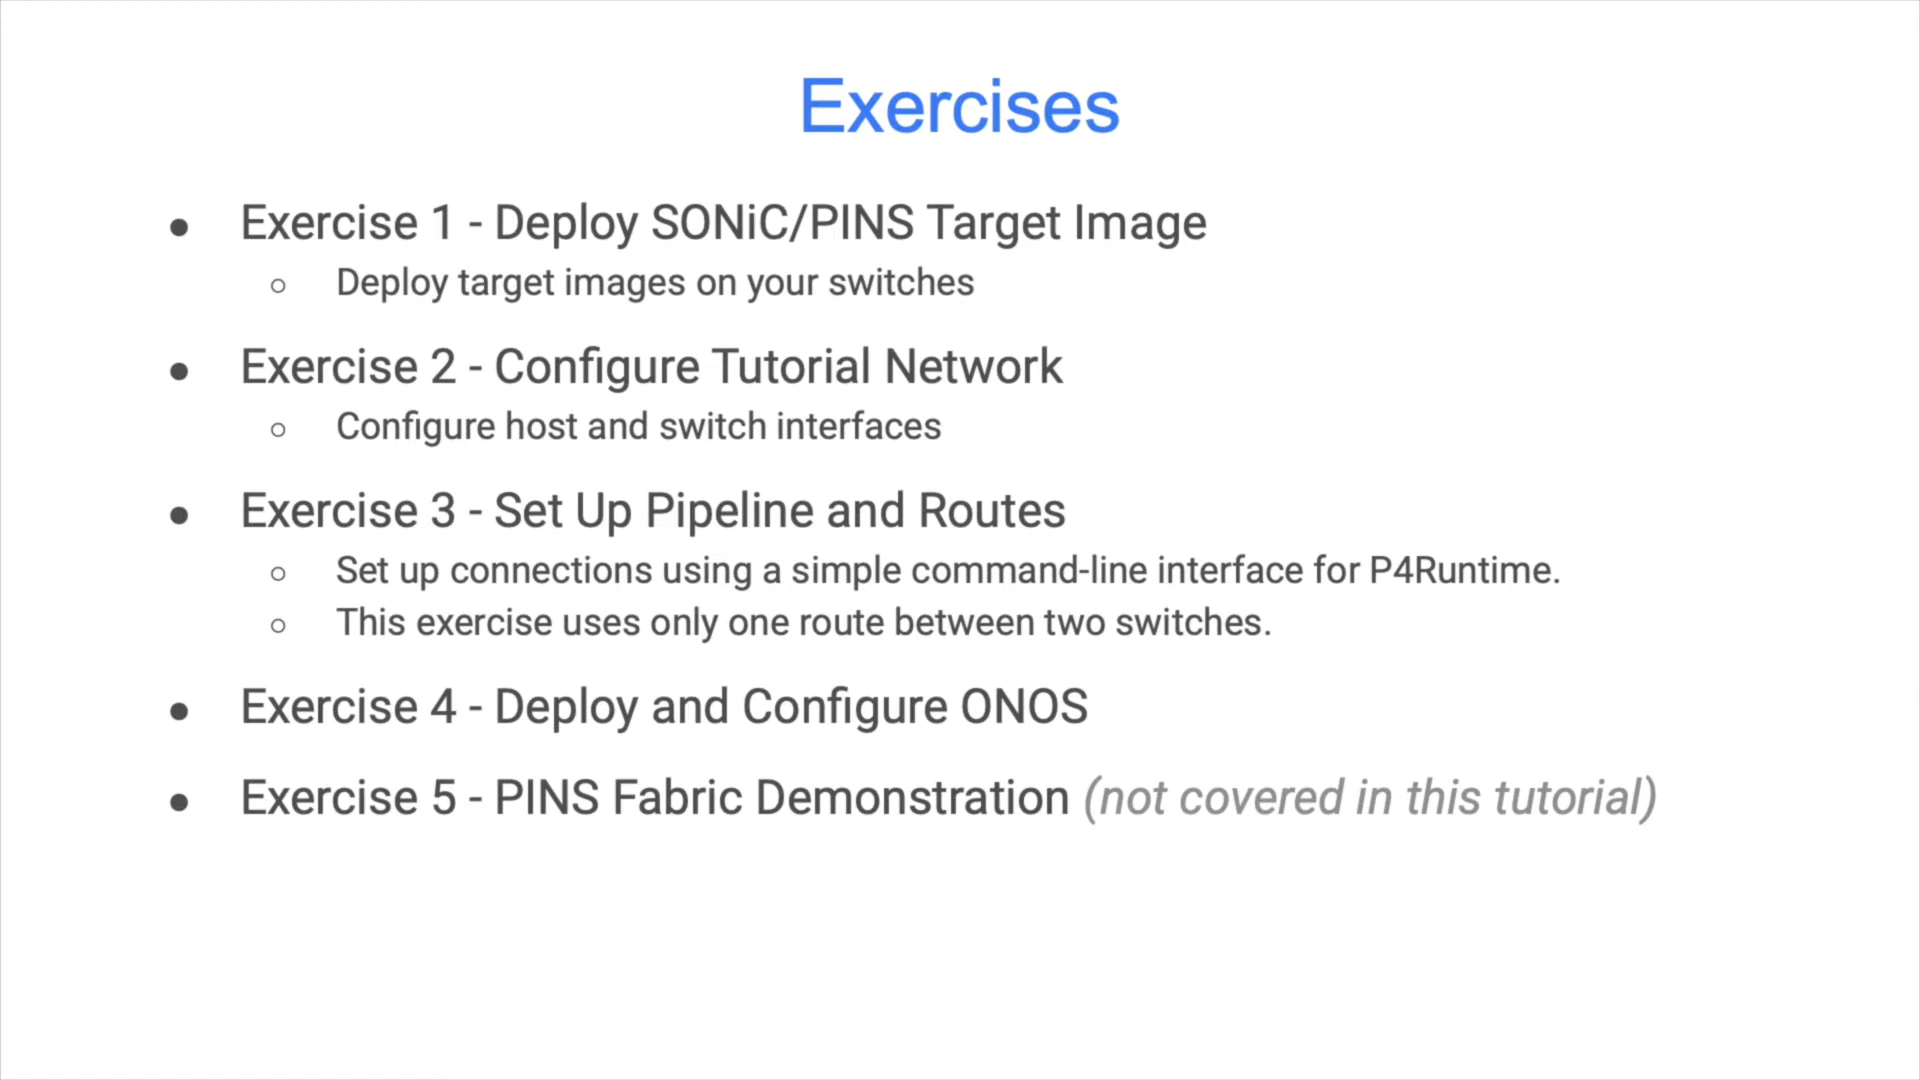 Exercises
● Exercise 1 - Deploy SONiC/PINS Target Image
○ Deploy target images on your switches
● Exercise 2 - Configure Tutorial Network
○ Configure host and switch interfaces
● Exercise 3 - Set Up Pipeline and Routes
○ Set up connections using a simple command-line interface for P4Runtime.
○ This exercise uses only one route between two switches.
● Exercise 4 - Deploy and Configure ONOS
● Exercise 5 - PINS Fabric Demonstration (not covered in this tutorial)